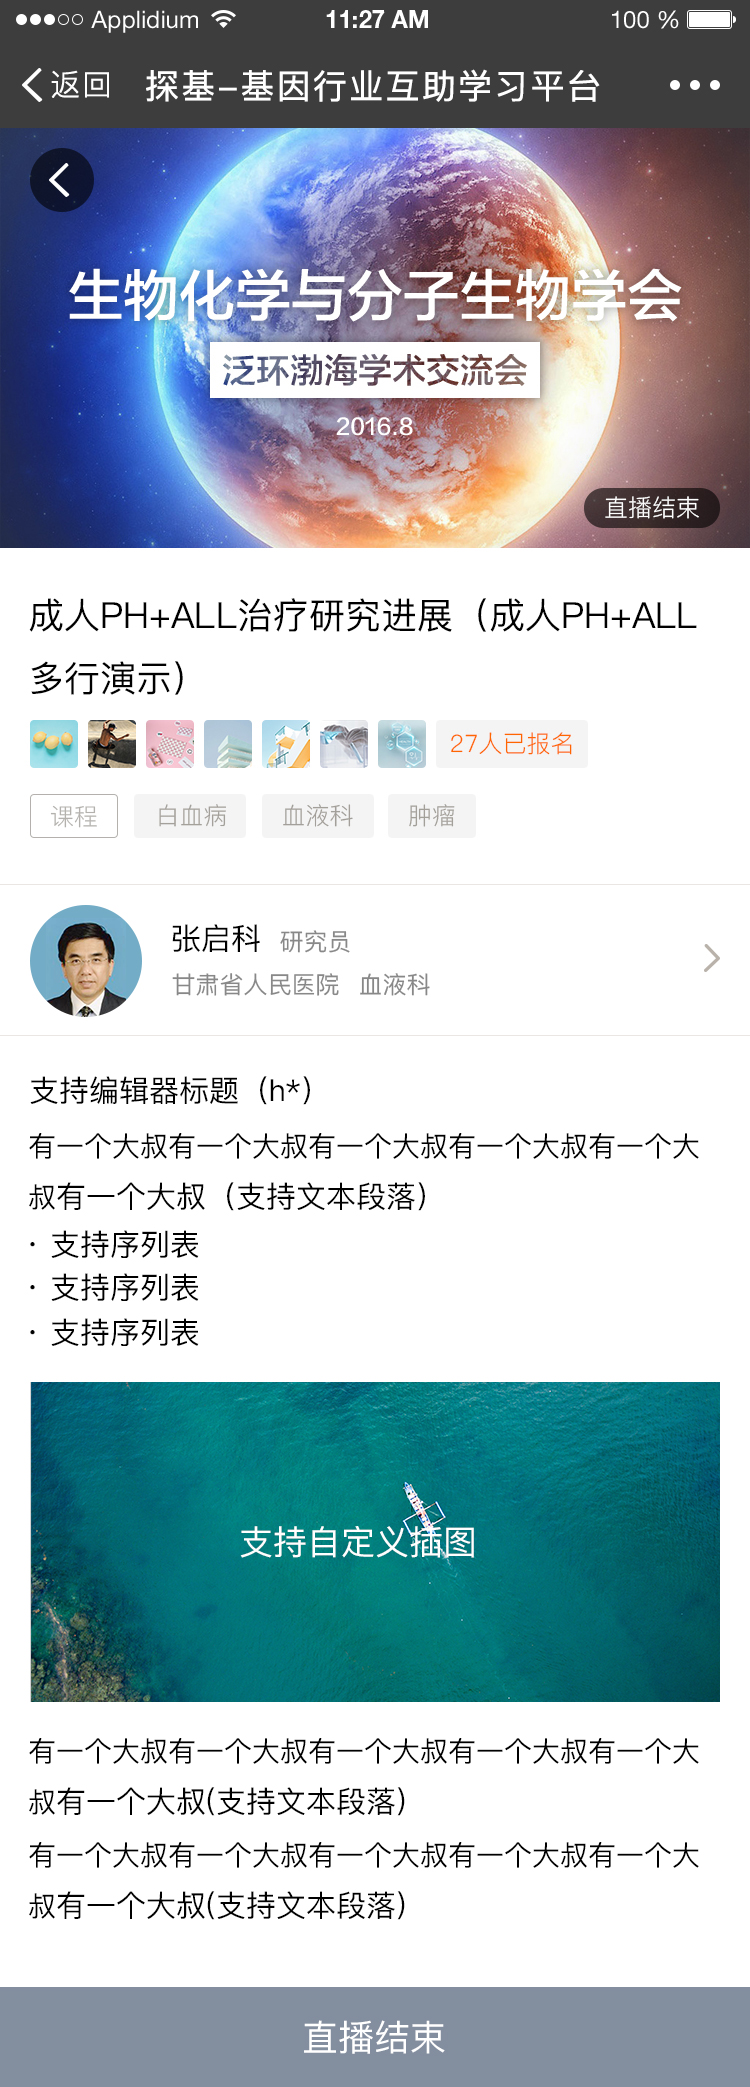 ●●●○○ Applidium 11:27 AM 100 %
返回 探基–基因行业互助学习平台
生物化学与分子生物学会
泛环渤海学术交流会
2016.8
直播结束
成人PH+ALL治疗研究进展（成人PH+ALL
多行演示）
27人已报名
课程 白血病 血液科 肿瘤
张启科 研究员
甘肃省人民医院 血液科
支持编辑器标题（h*）
有一个大叔有一个大叔有一个大叔有一个大叔有一个大
叔有一个大叔（支持文本段落）
· 支持序列表
· 支持序列表
· 支持序列表
支持自定义插图
有一个大叔有一个大叔有一个大叔有一个大叔有一个大
叔有一个大叔(支持文本段落)
有一个大叔有一个大叔有一个大叔有一个大叔有一个大
叔有一个大叔(支持文本段落)
直播结束